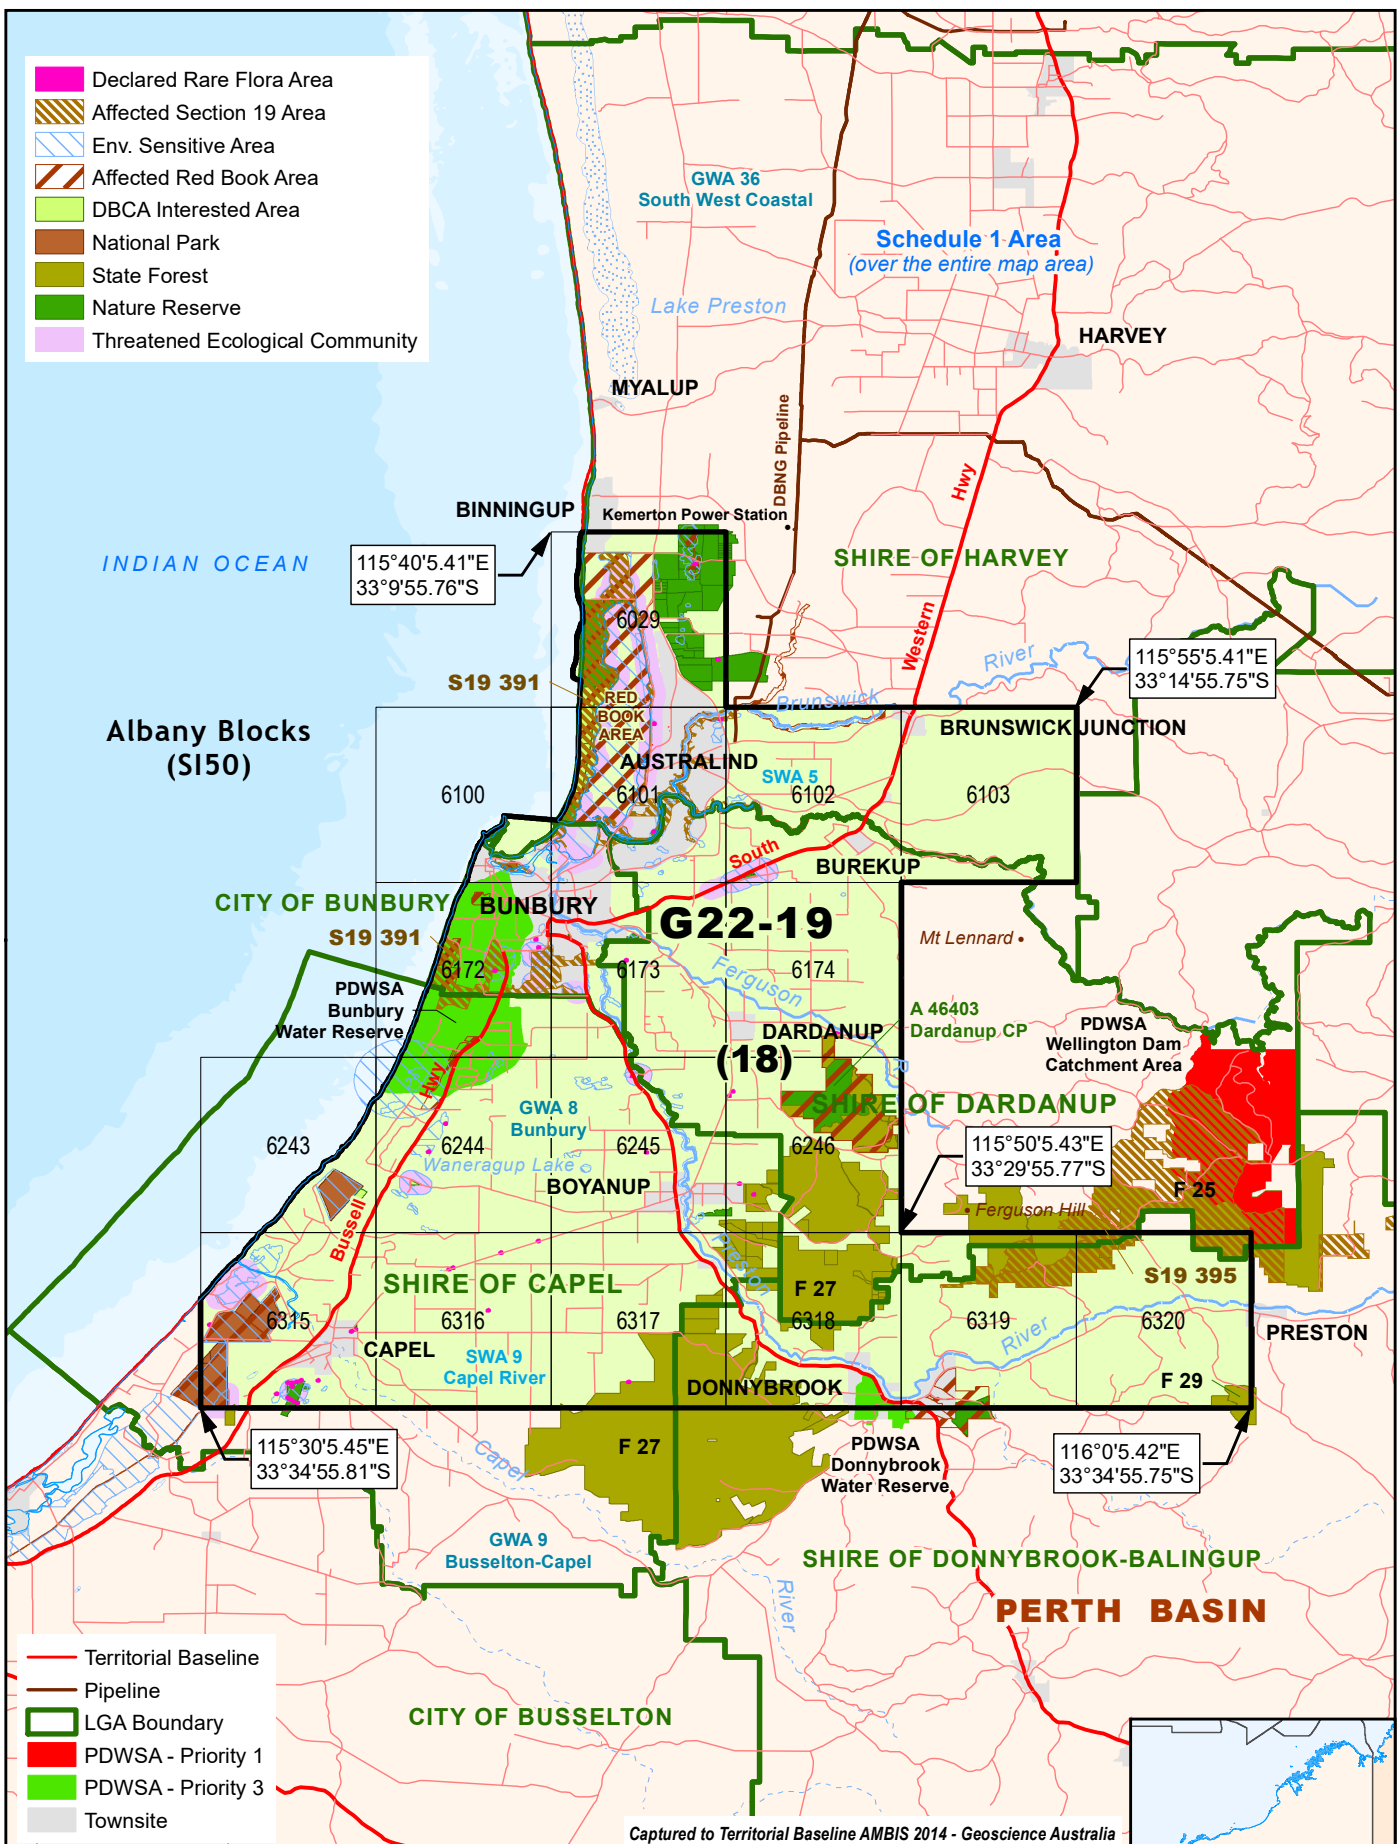 Declared Rare Flora Area
Affected Section 19 Area
Env. Sensitive Area
Affected Red Book Area
DBCA Interested Area
National Park
State Forest
Nature Reserve
Threatened Ecological Community
GWA 36
South West Coastal
Schedule 1 Area
(over the entire map area)
Lake Preston
HARVEY
MYALUP
DBNG Pipeline
Hwy
BINNINGUP
Kemerton Power Station
INDIAN OCEAN
115°40'5.41"E
33°9'55.76"S
SHIRE OF HARVEY
6029
Western
River
115°55'5.41"E
33°14'55.75"S
S19 391
RED
BOOK
AREA
Brunswick
Albany Blocks
(SI50)
BRUNSWICK JUNCTION
AUSTRALIND
SWA 5
6100
6101
6102
6103
South
BUREKUP
CITY OF BUNBURY
BUNBURY
G22-19
S19 391
Mt Lennard
6172
6173
6174
Ferguson
PDWSA
Bunbury
Water Reserve
A 46403
Dardanup CP
DARDANUP
PDWSA
Wellington Dam
Catchment Area
(18)
R
Hwy
GWA 8
Bunbury
SHIRE OF DARDANUP
6243
6244
6245
6246
115°50'5.43"E
33°29'55.77"S
Waneragup Lake
BOYANUP
F 25
Ferguson Hill
Bussell
Preston
SHIRE OF CAPEL
F 27
S19 395
6315
6316
6317
6318
6319
6320
River
PRESTON
CAPEL
SWA 9
Capel River
DONNYBROOK
F 29
F 27
115°30'5.45"E
33°34'55.81"S
Capel
PDWSA
Donnybrook
Water Reserve
116°0'5.42"E
33°34'55.75"S
GWA 9
Busselton-Capel
SHIRE OF DONNYBROOK-BALINGUP
River
PERTH BASIN
CITY OF BUSSELTON
Territorial Baseline
Pipeline
LGA Boundary
PDWSA - Priority 1
PDWSA - Priority 3
Townsite
Captured to Territorial Baseline AMBIS 2014 - Geoscience Australia